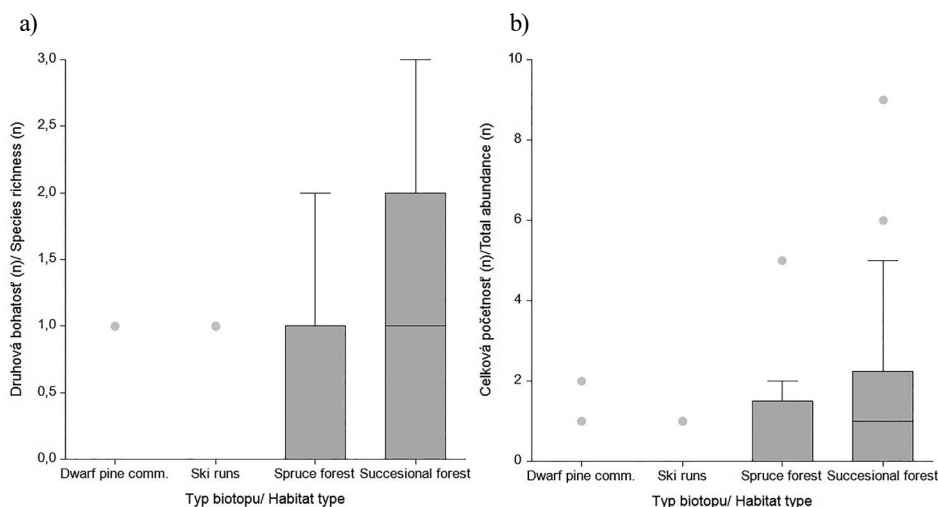 a)
Druhová bohatosť (n)/ Species richness (n)
3,0
2,5
2,0
1,5
1,0
0,5
0,0
Dwarf pine comm. Ski runs Spruce forest Succesional forest
Typ biotopu/ Habitat type
b)
Celková početnosť (n)/Total abundance (n)
10
8
6
4
2
0
Dwarf pine comm. Ski runs Spruce forest Succesional forest
Typ biotopu/ Habitat type